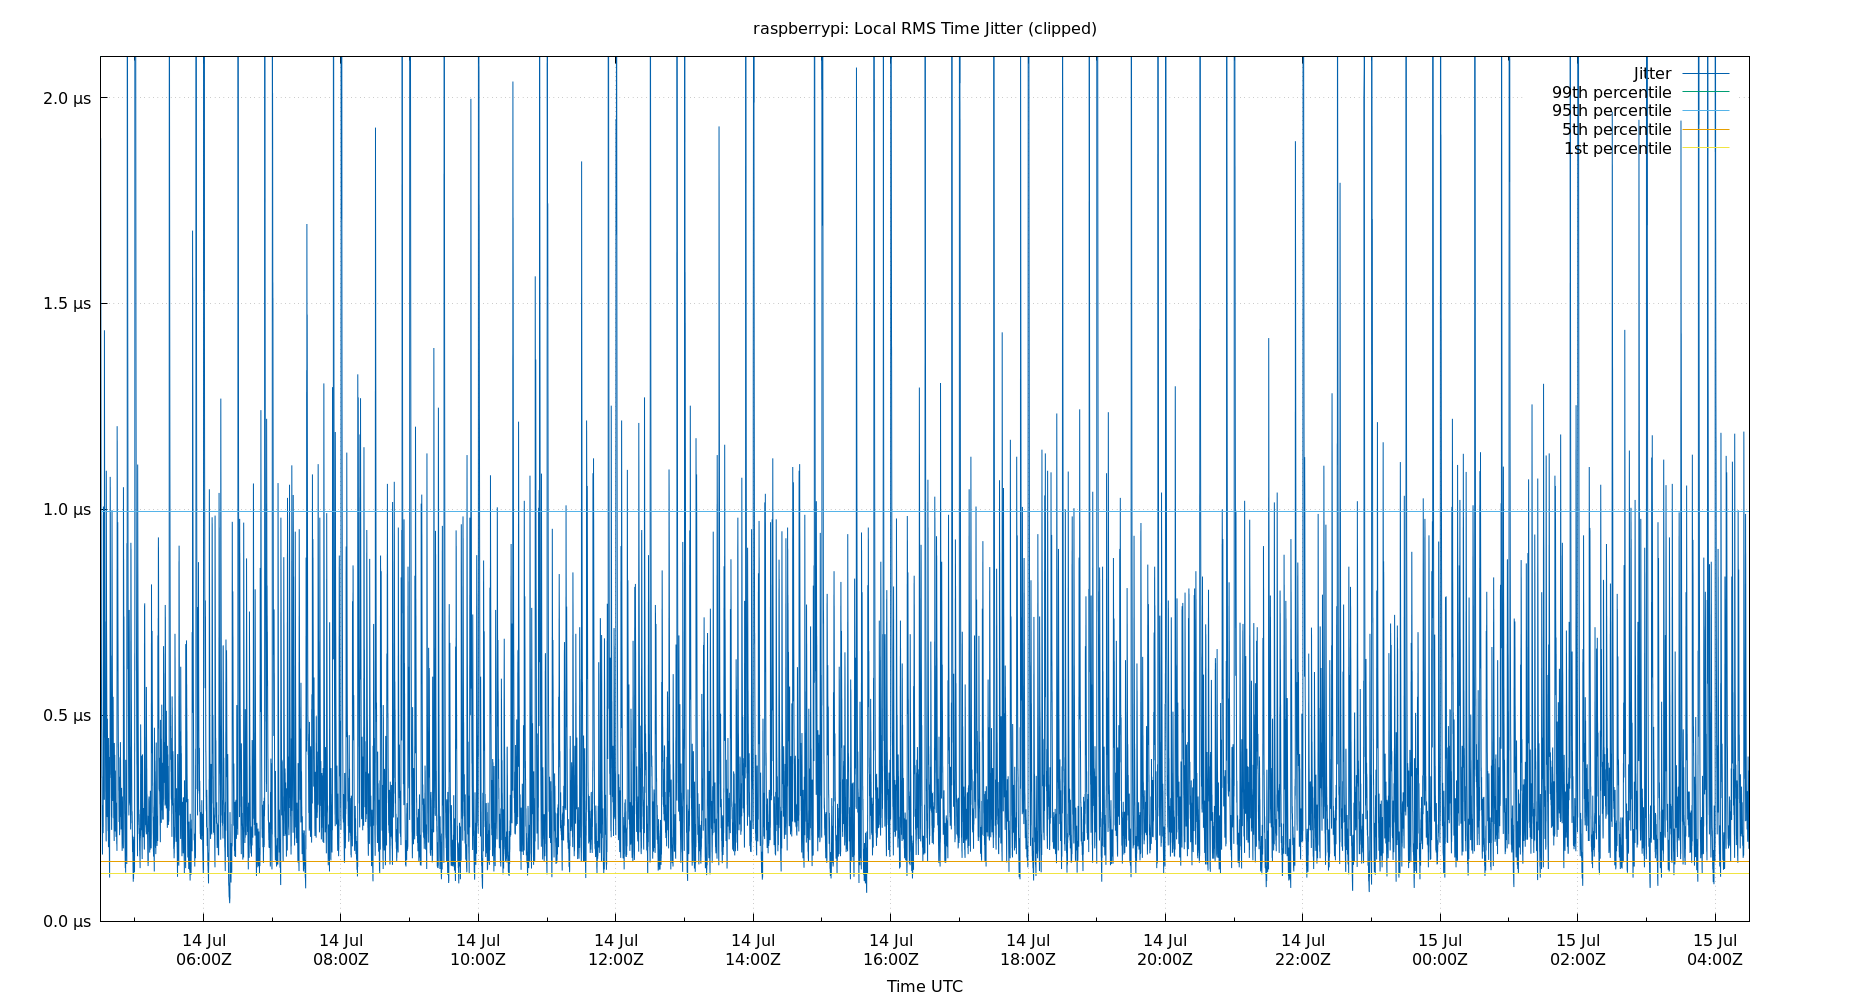 raspberrypi: Local RMS Time Jitter (clipped)
Jitter
99th percentile
95th percentile
5th percentile
1st percentile
2.0 µs
1.5 µs
1.0 µs
0.5 µs
0.0 µs
14 Jul 14 Jul 14 Jul 14 Jul 14 Jul 14 Jul 14 Jul 14 Jul 14 Jul 15 Jul 15 Jul 15 Jul
06:00Z 08:00Z 10:00Z 12:00Z 14:00Z 16:00Z 18:00Z 20:00Z 22:00Z 00:00Z 02:00Z 04:00Z
Time UTC